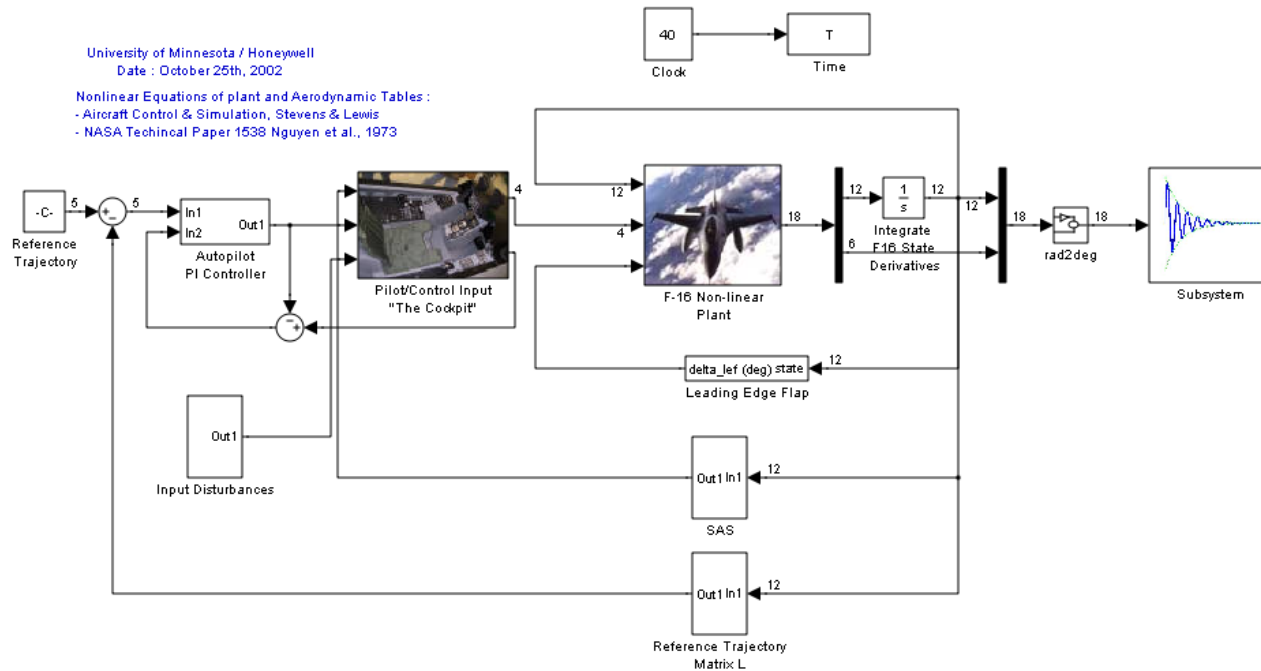 40
Clock
T
Time
University of Minnesota / Honeywell
Date : October 25th, 2002
Nonlinear Equations of plant and Aerodynamic Tables :
- Aircraft Control & Simulation, Stevens & Lewis
- NASA Techincal Paper 1538 Nguyen et al., 1973
-C-
Reference
Trajectory
5
5
In1
In2
Out1
Autopilot
PI Controller
4
Pilot/Control Input
"The Cockpit"
12
4
F-16 Non-linear
Plant
18
12
6
1
s
Integrate
F16 State
Derivatives
12
12
18
rad2deg
18
Subsystem
delta_lef (deg) state
12
Leading Edge Flap
Out1
Input Disturbances
Out1 In1
12
SAS
Out1 In1
12
Reference Trajectory
Matrix L